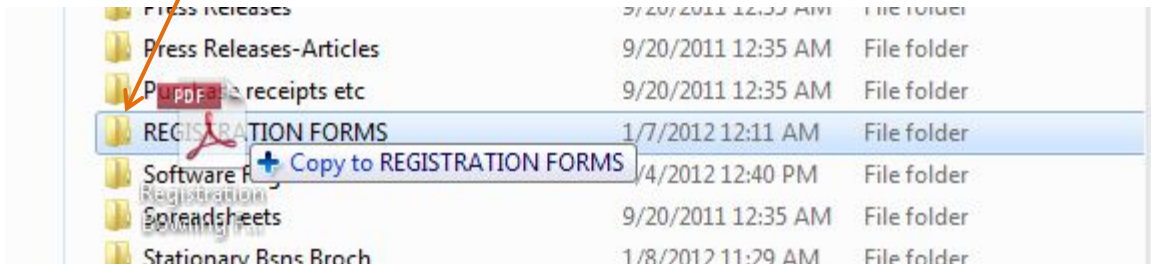 Press Releases 9/20/2011 12:35 AM File folder
Press Releases-Articles 9/20/2011 12:35 AM File folder
PDF receipts etc 9/20/2011 12:35 AM File folder
REGISTRATION FORMS 1/7/2012 12:11 AM File folder
Copy to REGISTRATION FORMS
Software /4/2012 12:40 PM File folder
Registration
Spreadsheets 9/20/2011 12:35 AM File folder
Stationary Bsns Broch 1/8/2012 11:29 AM File folder